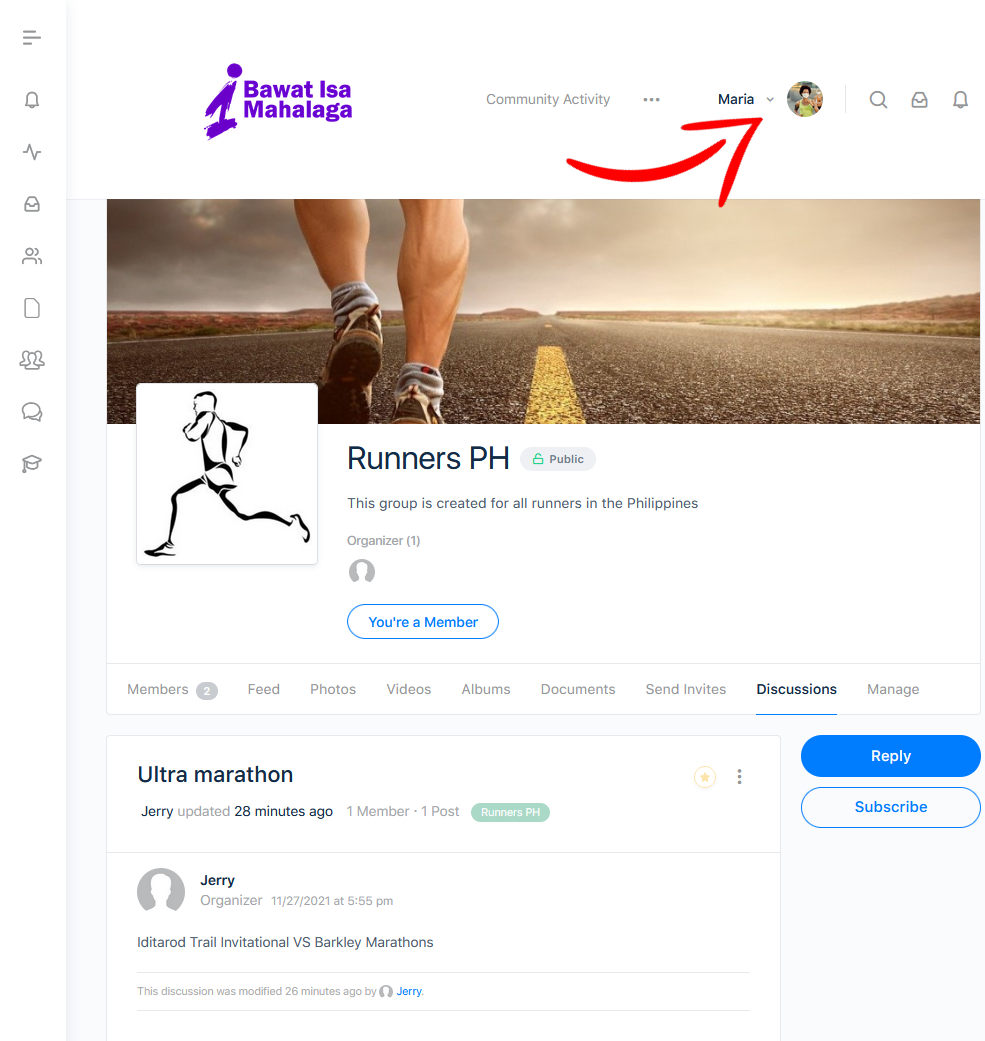 Bawat Isa
Mahalaga
Community Activity
Maria
Runners PH Public
This group is created for all runners in the Philippines
Organizer (1)
You're a Member
Members 2 Feed Photos Videos Albums Documents Send Invites Discussions Manage
Ultra marathon
Jerry updated 28 minutes ago 1 Member · 1 Post Runners PH
Reply
Subscribe
Jerry
Organizer 11/27/2021 at 5:55 pm
Iditarod Trail Invitational VS Barkley Marathons
This discussion was modified 26 minutes ago by Jerry.